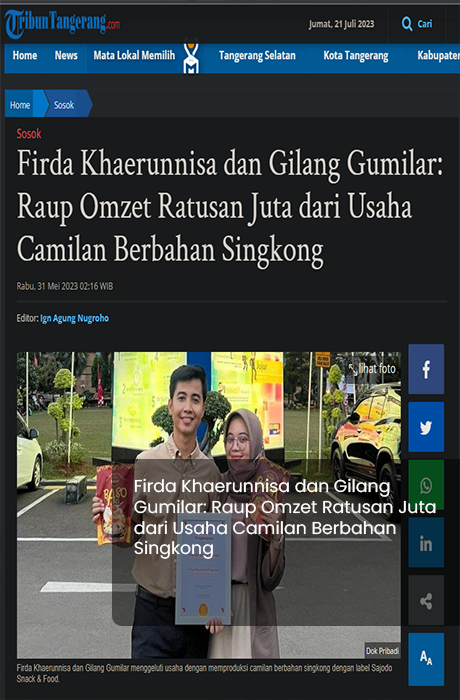 TribunTangerang.com
Jumat, 21 Juli 2023
Cari
Home News Mata Lokal Memilih Tangerang Selatan Kota Tangerang Kabupaten
Home Sosok
Sosok
Firda Khaerunnisa dan Gilang Gumilar:
Raup Omzet Ratusan Juta dari Usaha
Camilan Berbahan Singkong
Rabu, 31 Mei 2023 02:16 WIB
Editor: Ign Agung Nugroho
lihat foto
Firda Khaerunnisa dan Gilang
Gumilar: Raup Omzet Ratusan Juta
dari Usaha Camilan Berbahan
Singkong
Dok Pribadi
AA
Firda Khaerunnisa dan Gilang Gumilar menggeluti usaha dengan memproduksi camilan berbahan singkong dengan label Sajodo
Snack & Food.